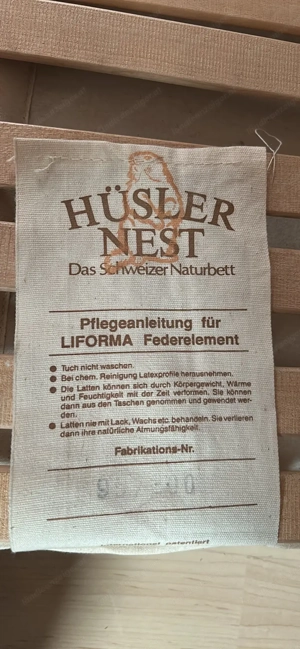 HÜSLER
NEST
Das Schweizer Naturbett
Pflegeanleitung für
LIFORMA Federelement
● Tuch nicht waschen.
● Bei chem. Reinigung Latexprofile herausnehmen.
● Die Latten können sich durch Körpergewicht, Wärme
und Feuchtigkeit mit der Zeit verformen. Sie können
dann aus den Taschen genommen und gewendet wer-
den.
● Latten nie mit Lack, Wachs etc. behandeln. Sie verlieren
dann ihre natürliche Atmungsfähigkeit.
Fabrikations-Nr.
patentiert